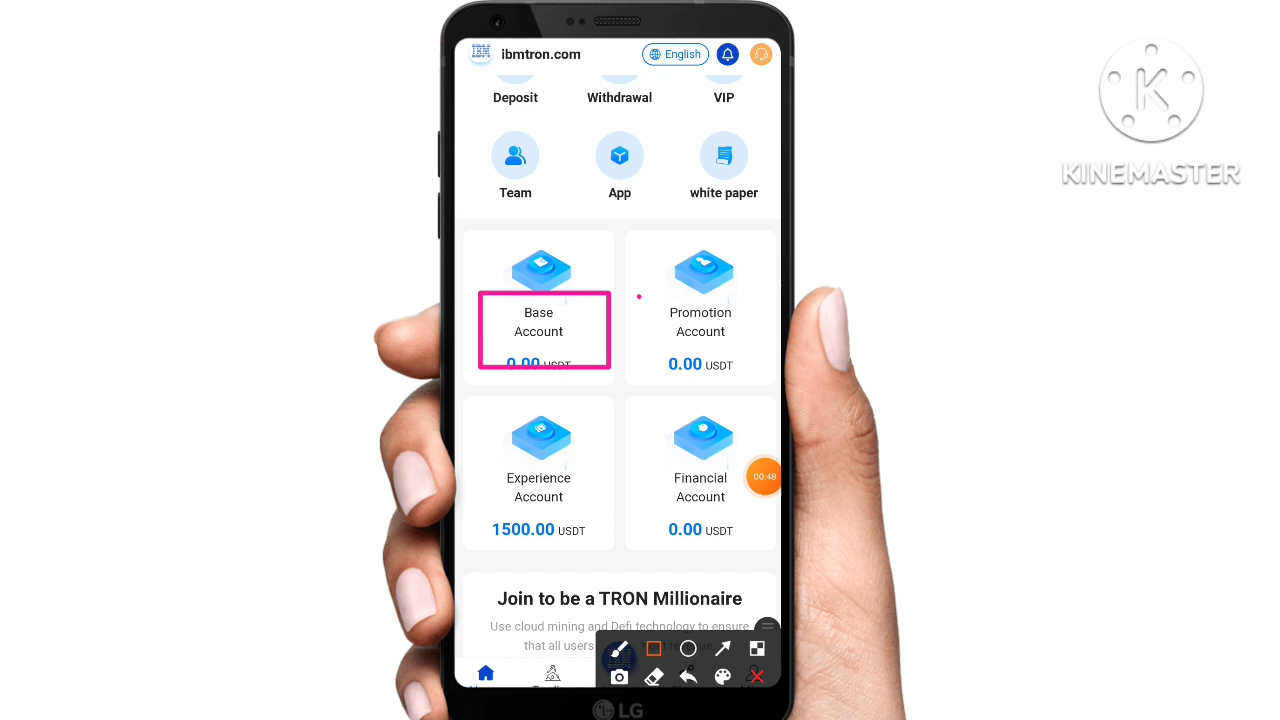 IBM
ibmtron.com
English
Deposit
Withdrawal
VIP
Team
App
white paper
Base
Account
0.00 USDT
Promotion
Account
0.00 USDT
Experience
Account
1500.00 USDT
Financial
Account
0.00 USDT
00:48
Join to be a TRON Millionaire
Use cloud mining and Defi technology to ensure
that all users
LG
K
KINEMASTER